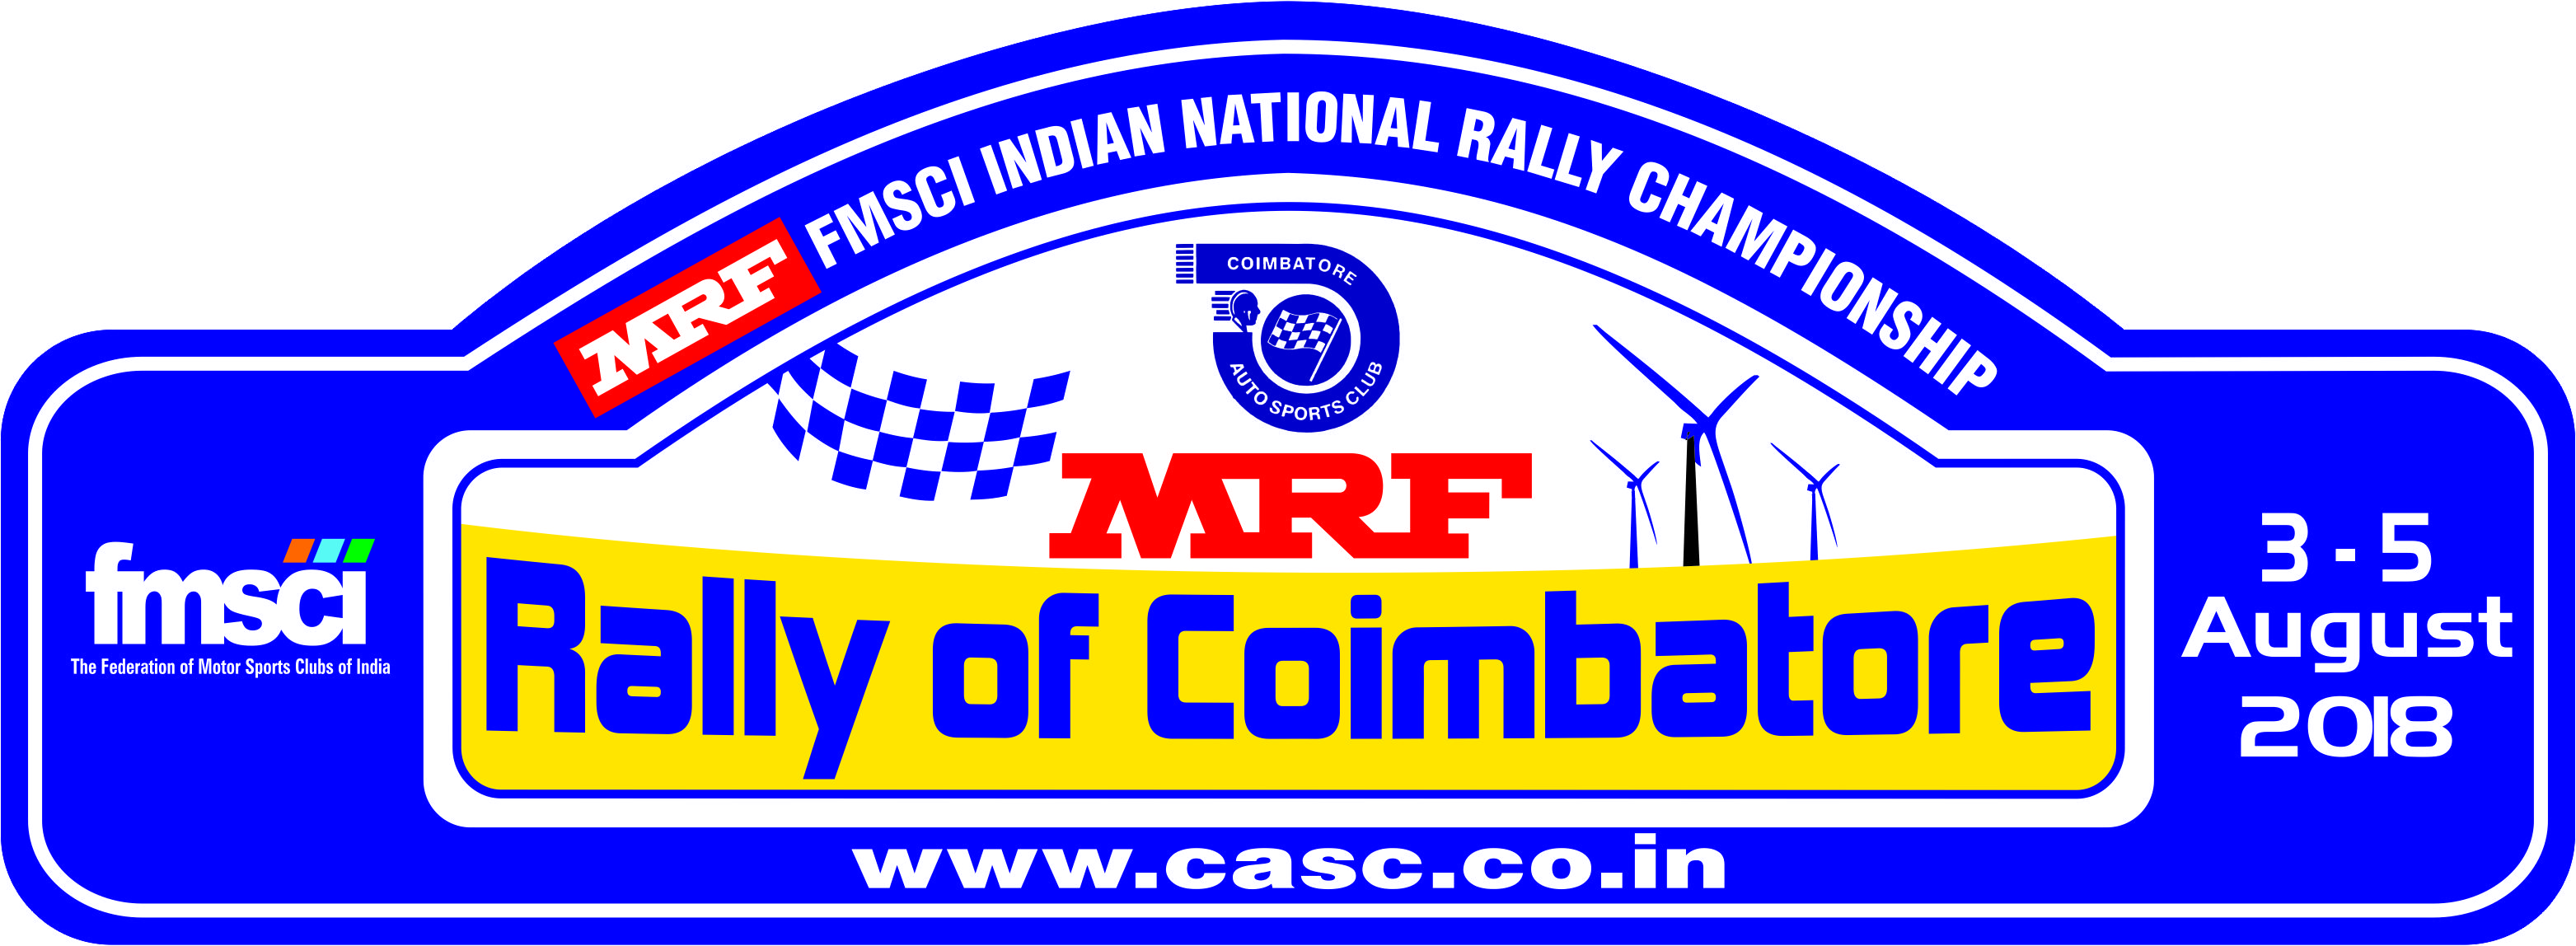 MRF FMSCI INDIAN NATIONAL RALLY CHAMPIONSHIP
COIMBATORE
AUTO SPORTS CLUB
MRF
Rally of Coimbatore
fmsci
The Federation of Motor Sports Clubs of India
3 - 5
August
2018
www.casc.co.in